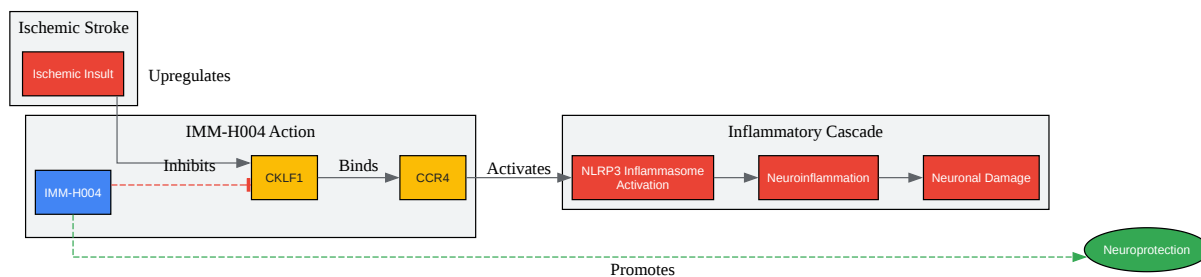 Ischemic Stroke
Ischemic Insult
Upregulates
IMM-H004 Action
Inflammatory Cascade
Inhibits
Binds
Activates
IMM-H004
CKLF1
CCR4
NLRP3 Inflammasome
Activation
Neuroinflammation
Neuronal Damage
Neuroprotection
Promotes